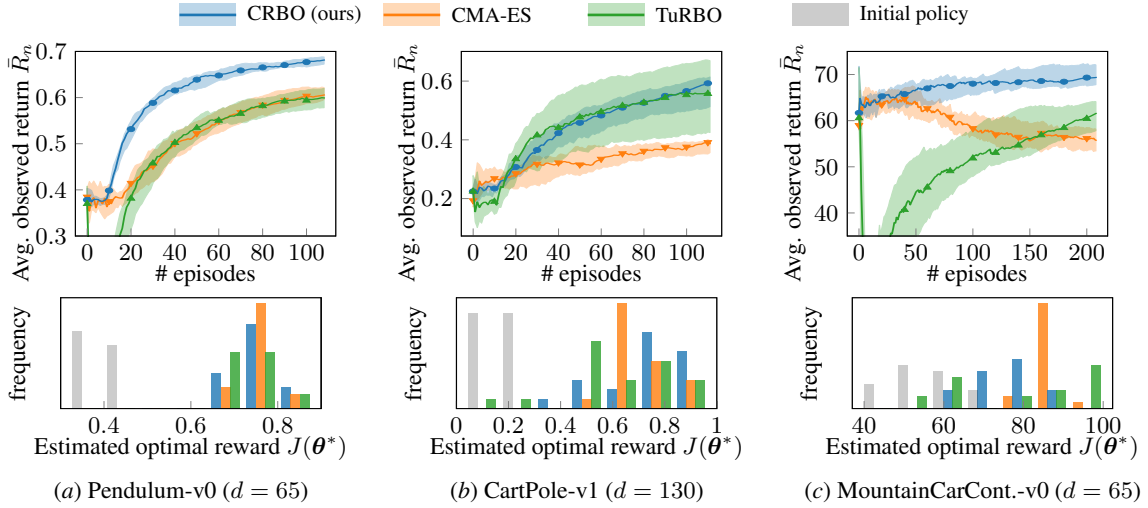 CRBO (ours) CMA-ES TuRBO Initial policy
Avg. observed return R̄ₙ
0.7
0.6
0.5
0.4
0.3
0 20 40 60 80 100
# episodes
Avg. observed return R̄ₙ
0.6
0.4
0.2
0 20 40 60 80 100
# episodes
Avg. observed return R̄ₙ
70
60
50
40
0 50 100 150 200
# episodes
frequency
0.4 0.6 0.8
Estimated optimal reward J(θ*)
frequency
0 0.2 0.4 0.6 0.8 1
Estimated optimal reward J(θ*)
frequency
40 60 80 100
Estimated optimal reward J(θ*)
(a) Pendulum-v0 (d = 65)
(b) CartPole-v1 (d = 130)
(c) MountainCarCont.-v0 (d = 65)